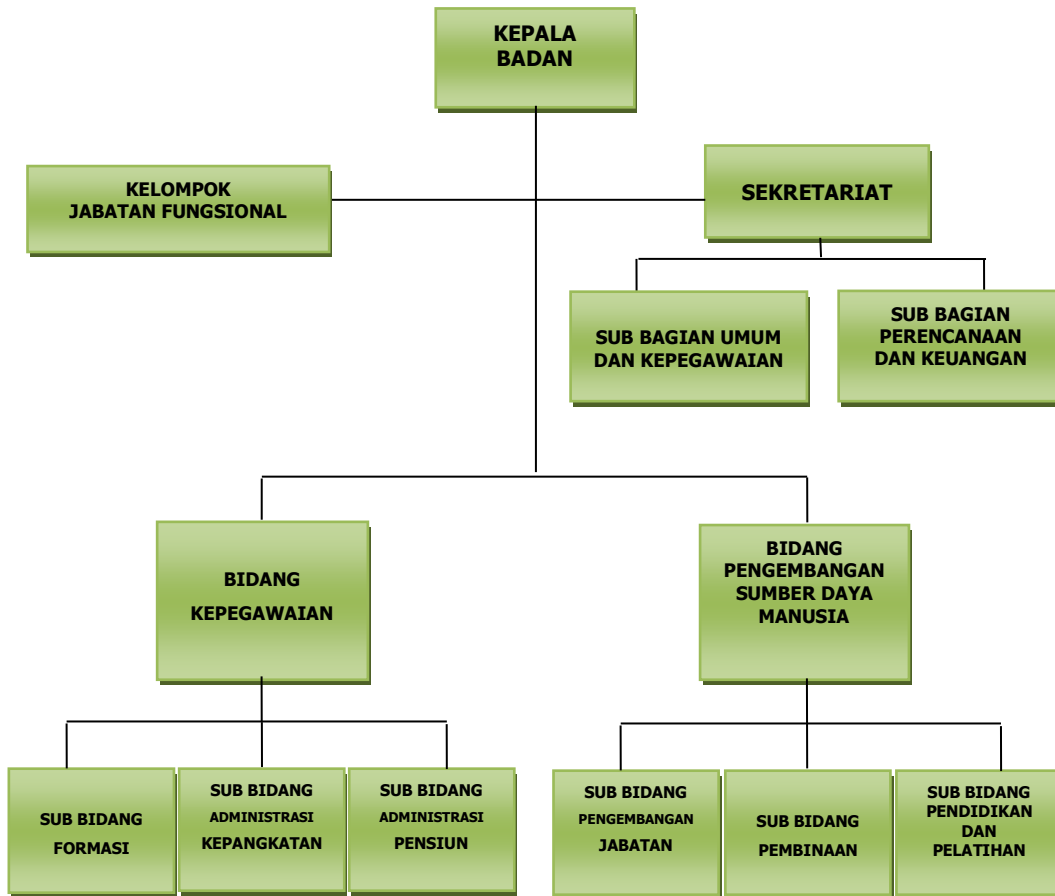 KEPALA
BADAN
KELOMPOK
JABATAN FUNGSIONAL
SEKRETARIAT
SUB BAGIAN UMUM
DAN KEPEGAWAIAN
SUB BAGIAN
PERENCANAAN
DAN KEUANGAN
BIDANG
KEPEGAWAIAN
BIDANG
PENGEMBANGAN
SUMBER DAYA
MANUSIA
SUB BIDANG
FORMASI
SUB BIDANG
ADMINISTRASI
KEPANGKATAN
SUB BIDANG
ADMINISTRASI
PENSIUN
SUB BIDANG
PENGEMBANGAN
JABATAN
SUB BIDANG
PEMBINAAN
SUB BIDANG
PENDIDIKAN
DAN
PELATIHAN